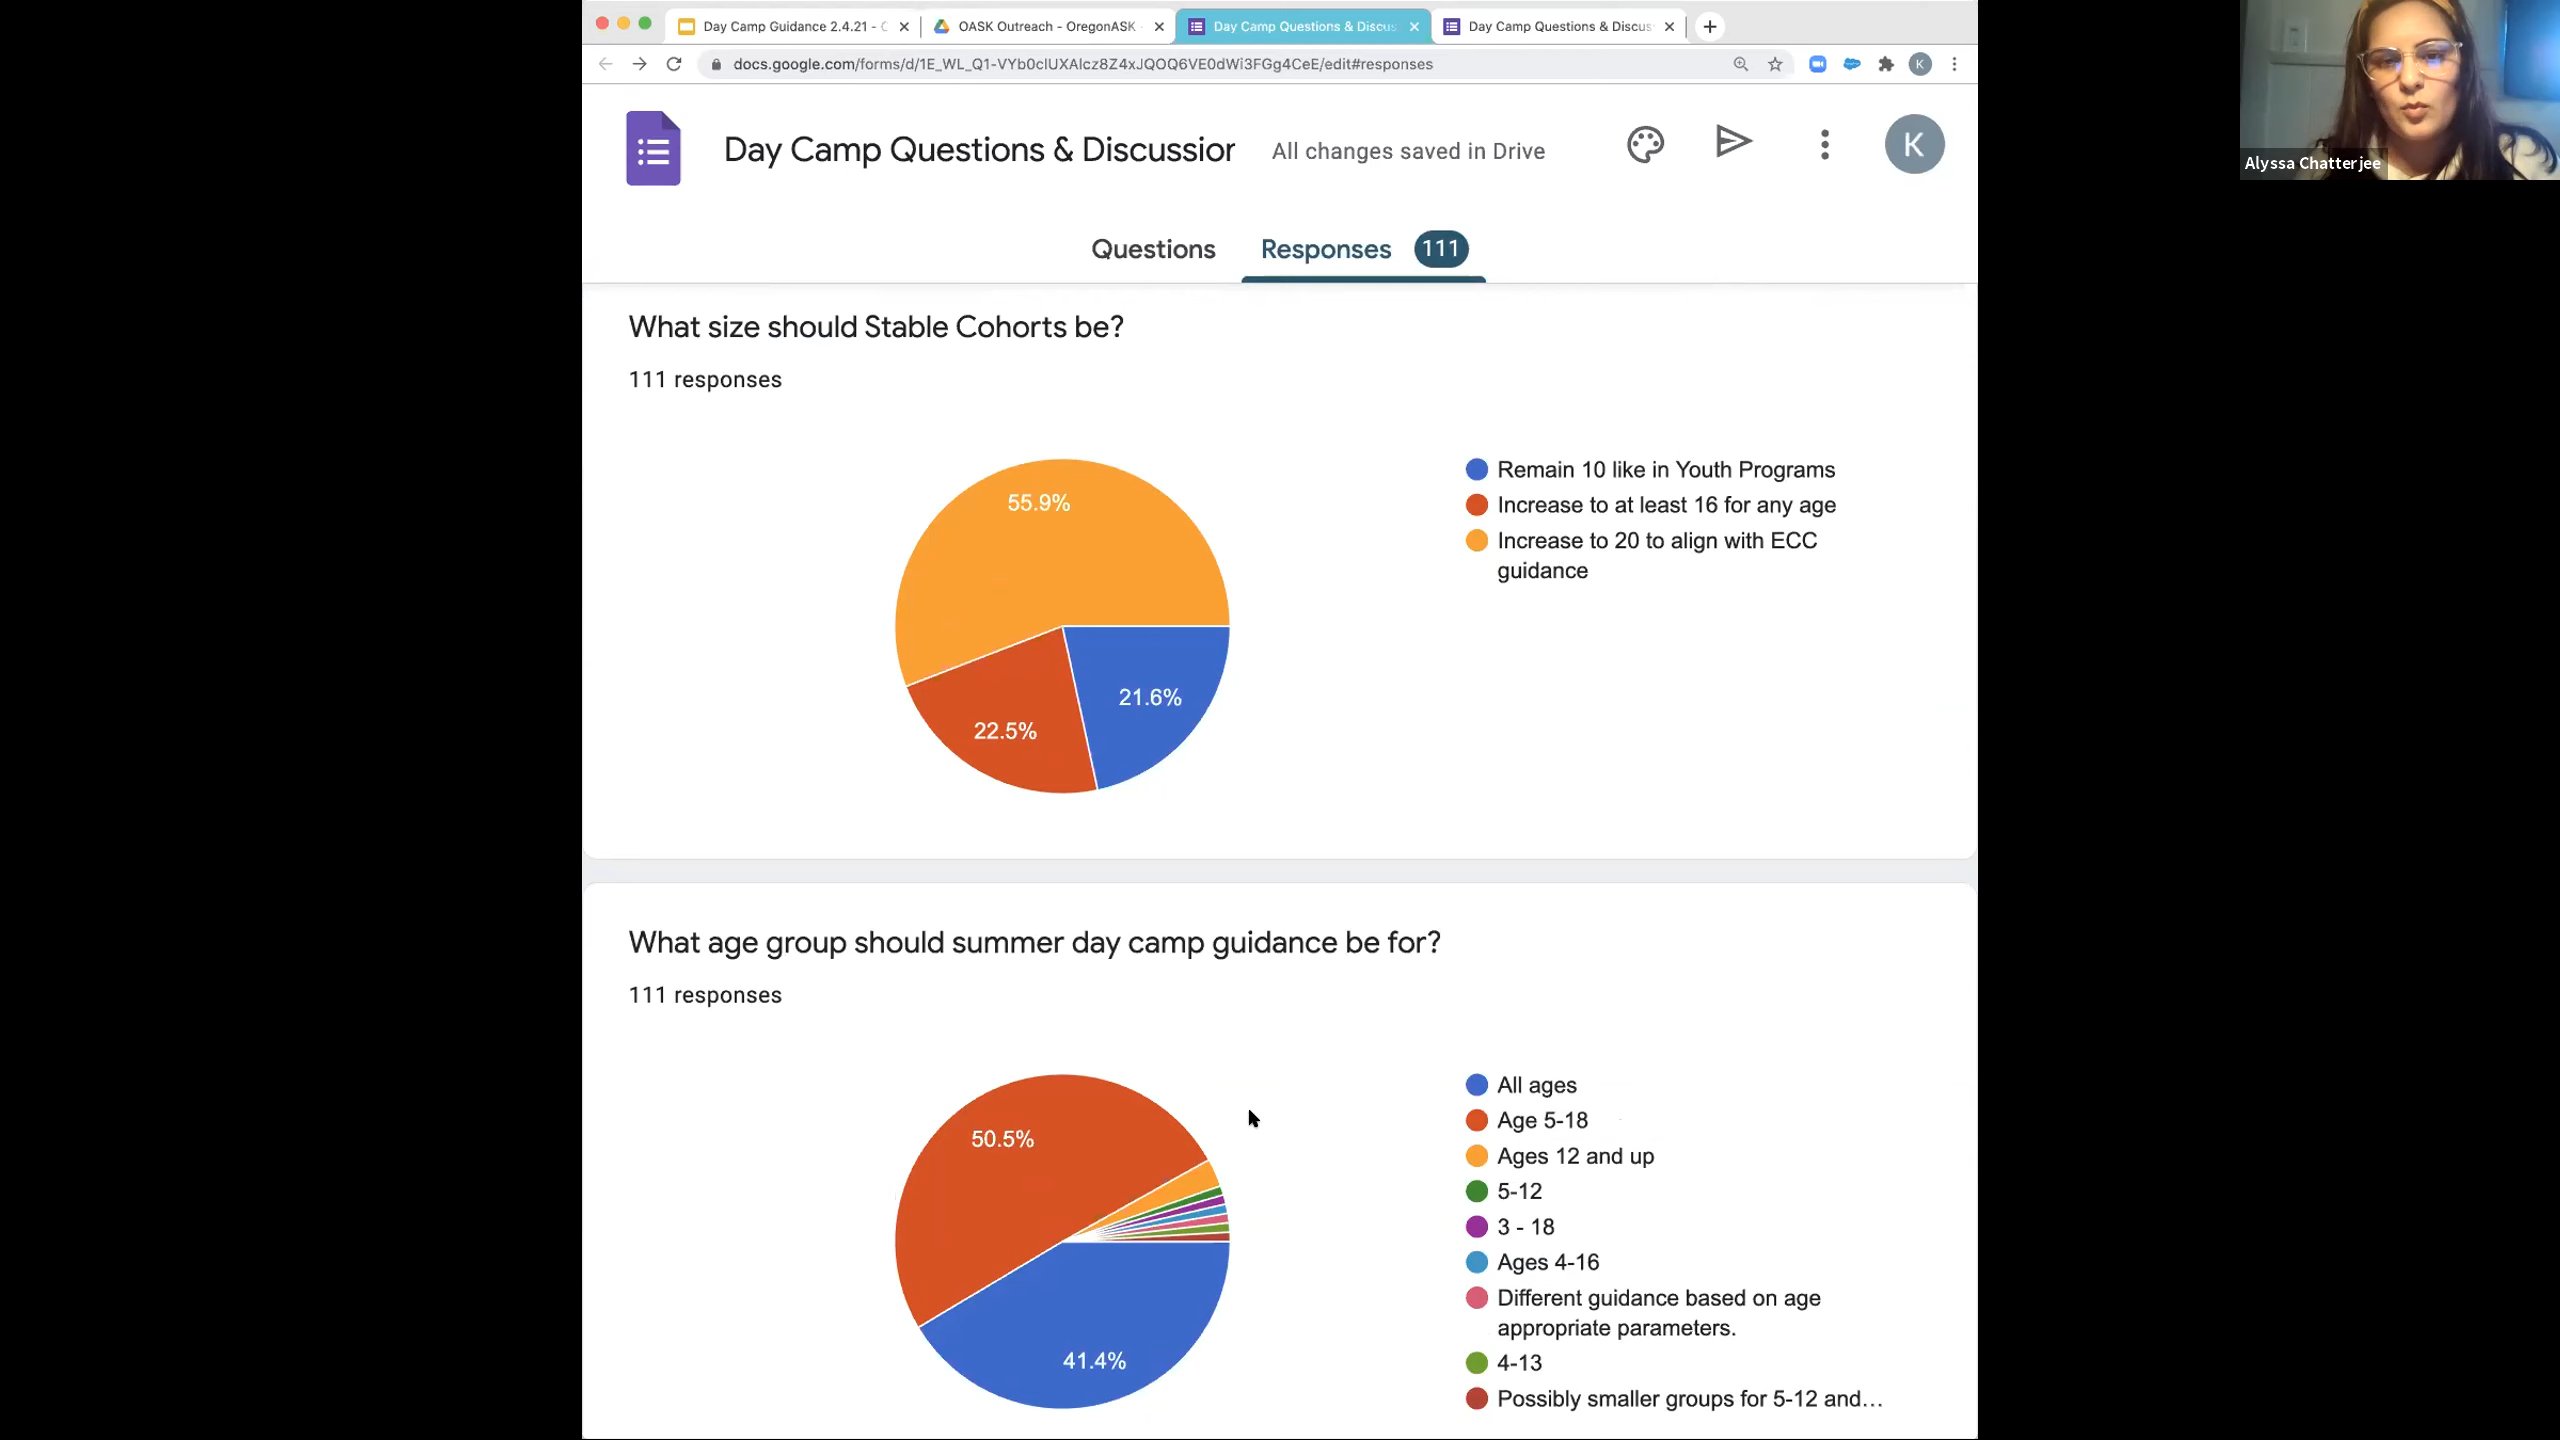 Day Camp Guidance 2.4.21 -
OASK Outreach - OregonASK -
Day Camp Questions & Discus
Day Camp Questions & Discus
docs.google.com/forms/d/1E_WL_Q1-VYb0clUXAlcz8Z4xJQOQ6VE0dWi3FGg4CeE/edit#responses
K
Alyssa Chatterjee
Day Camp Questions & Discussion
All changes saved in Drive
K
Questions
Responses 111
What size should Stable Cohorts be?
111 responses
55.9%
22.5%
21.6%
Remain 10 like in Youth Programs
Increase to at least 16 for any age
Increase to 20 to align with ECC
guidance
What age group should summer day camp guidance be for?
111 responses
50.5%
41.4%
All ages
Age 5-18
Ages 12 and up
5-12
3 - 18
Ages 4-16
Different guidance based on age
appropriate parameters.
4-13
Possibly smaller groups for 5-12 and...